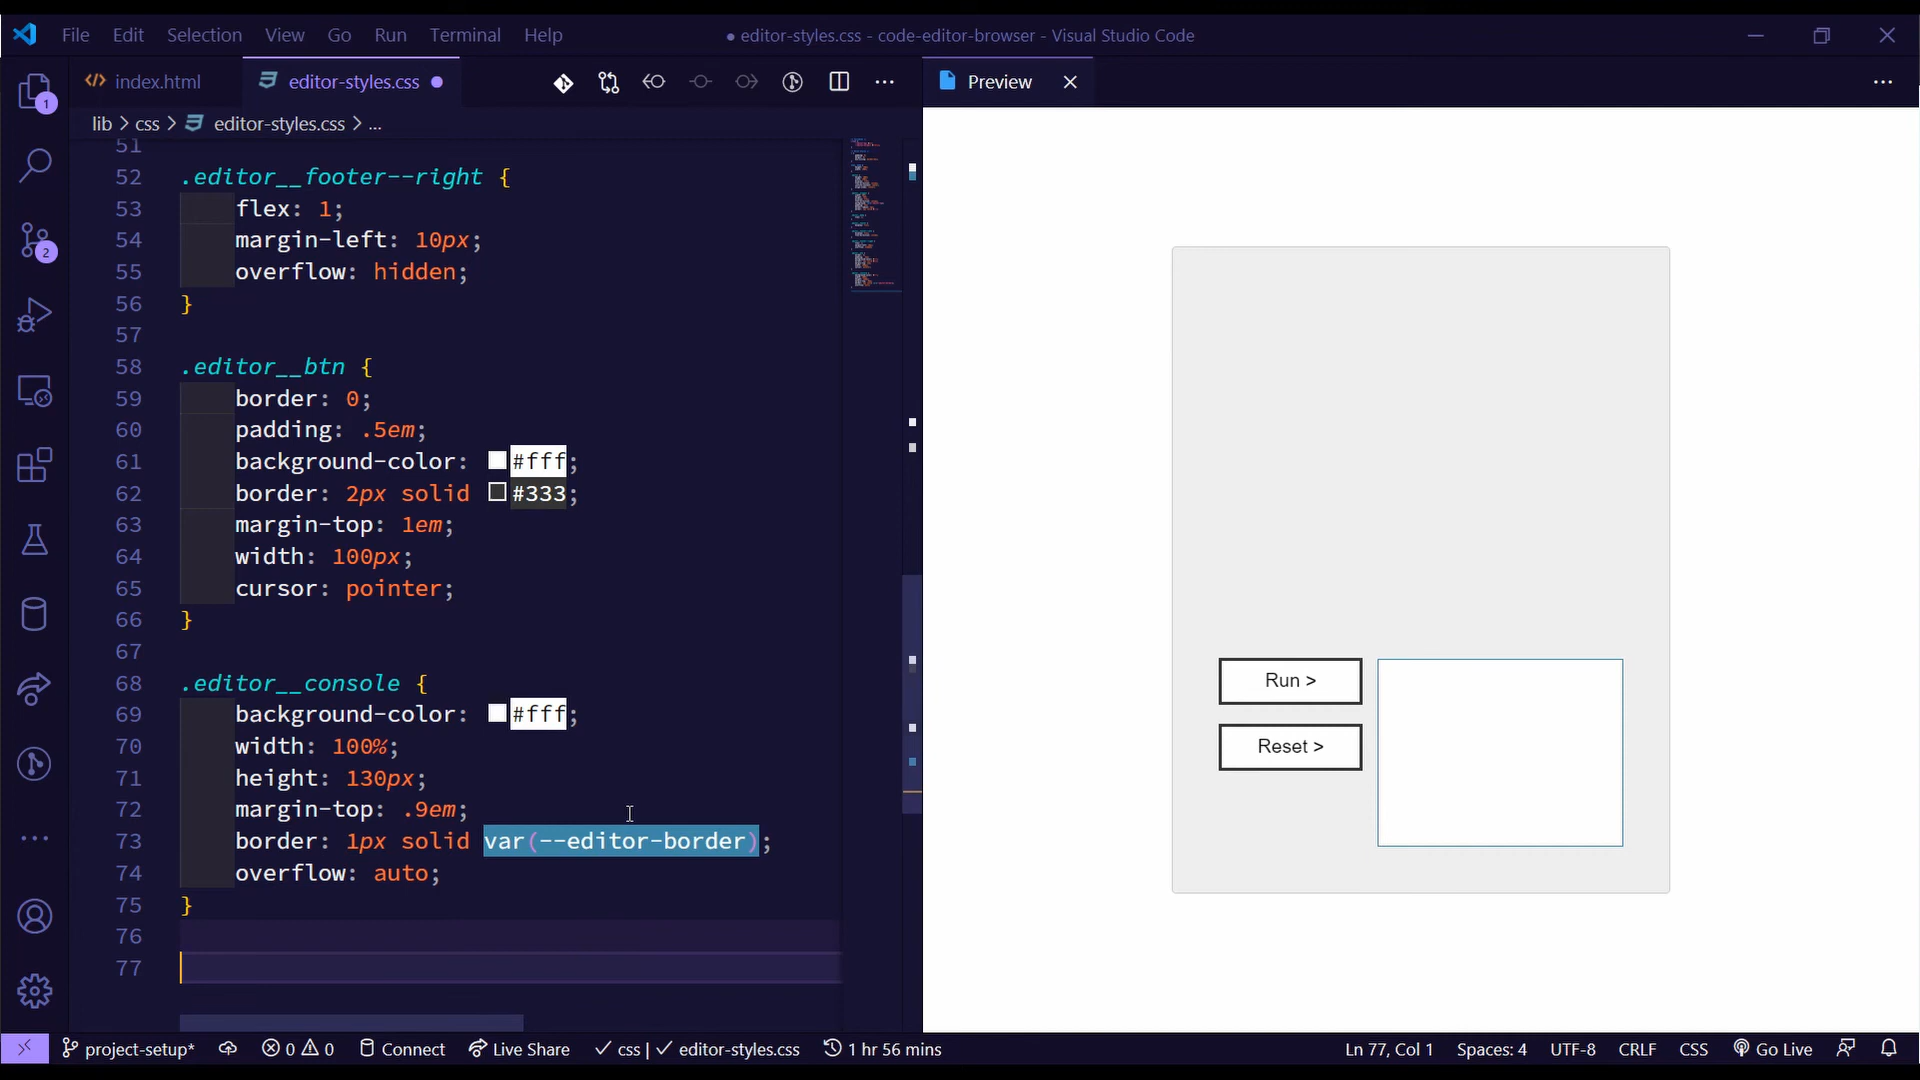 File Edit Selection View Go Run Terminal Help
● editor-styles.css - code-editor-browser - Visual Studio Code
index.html editor-styles.css ●
Preview
lib > css > editor-styles.css > ...
1
2
51
52 .editor__footer--right {
53 flex: 1;
54 margin-left: 10px;
55 overflow: hidden;
56 }
57
58 .editor__btn {
59 border: 0;
60 padding: .5em;
61 background-color: #fff;
62 border: 2px solid #333;
63 margin-top: 1em;
64 width: 100px;
65 cursor: pointer;
66 }
67
68 .editor__console {
69 background-color: #fff;
70 width: 100%;
71 height: 130px;
72 margin-top: .9em;
73 border: 1px solid var(--editor-border);
74 overflow: auto;
75 }
76
77
Run >
Reset >
project-setup* 0 0 Connect Live Share css | editor-styles.css 1 hr 56 mins Ln 77, Col 1 Spaces: 4 UTF-8 CRLF CSS Go Live